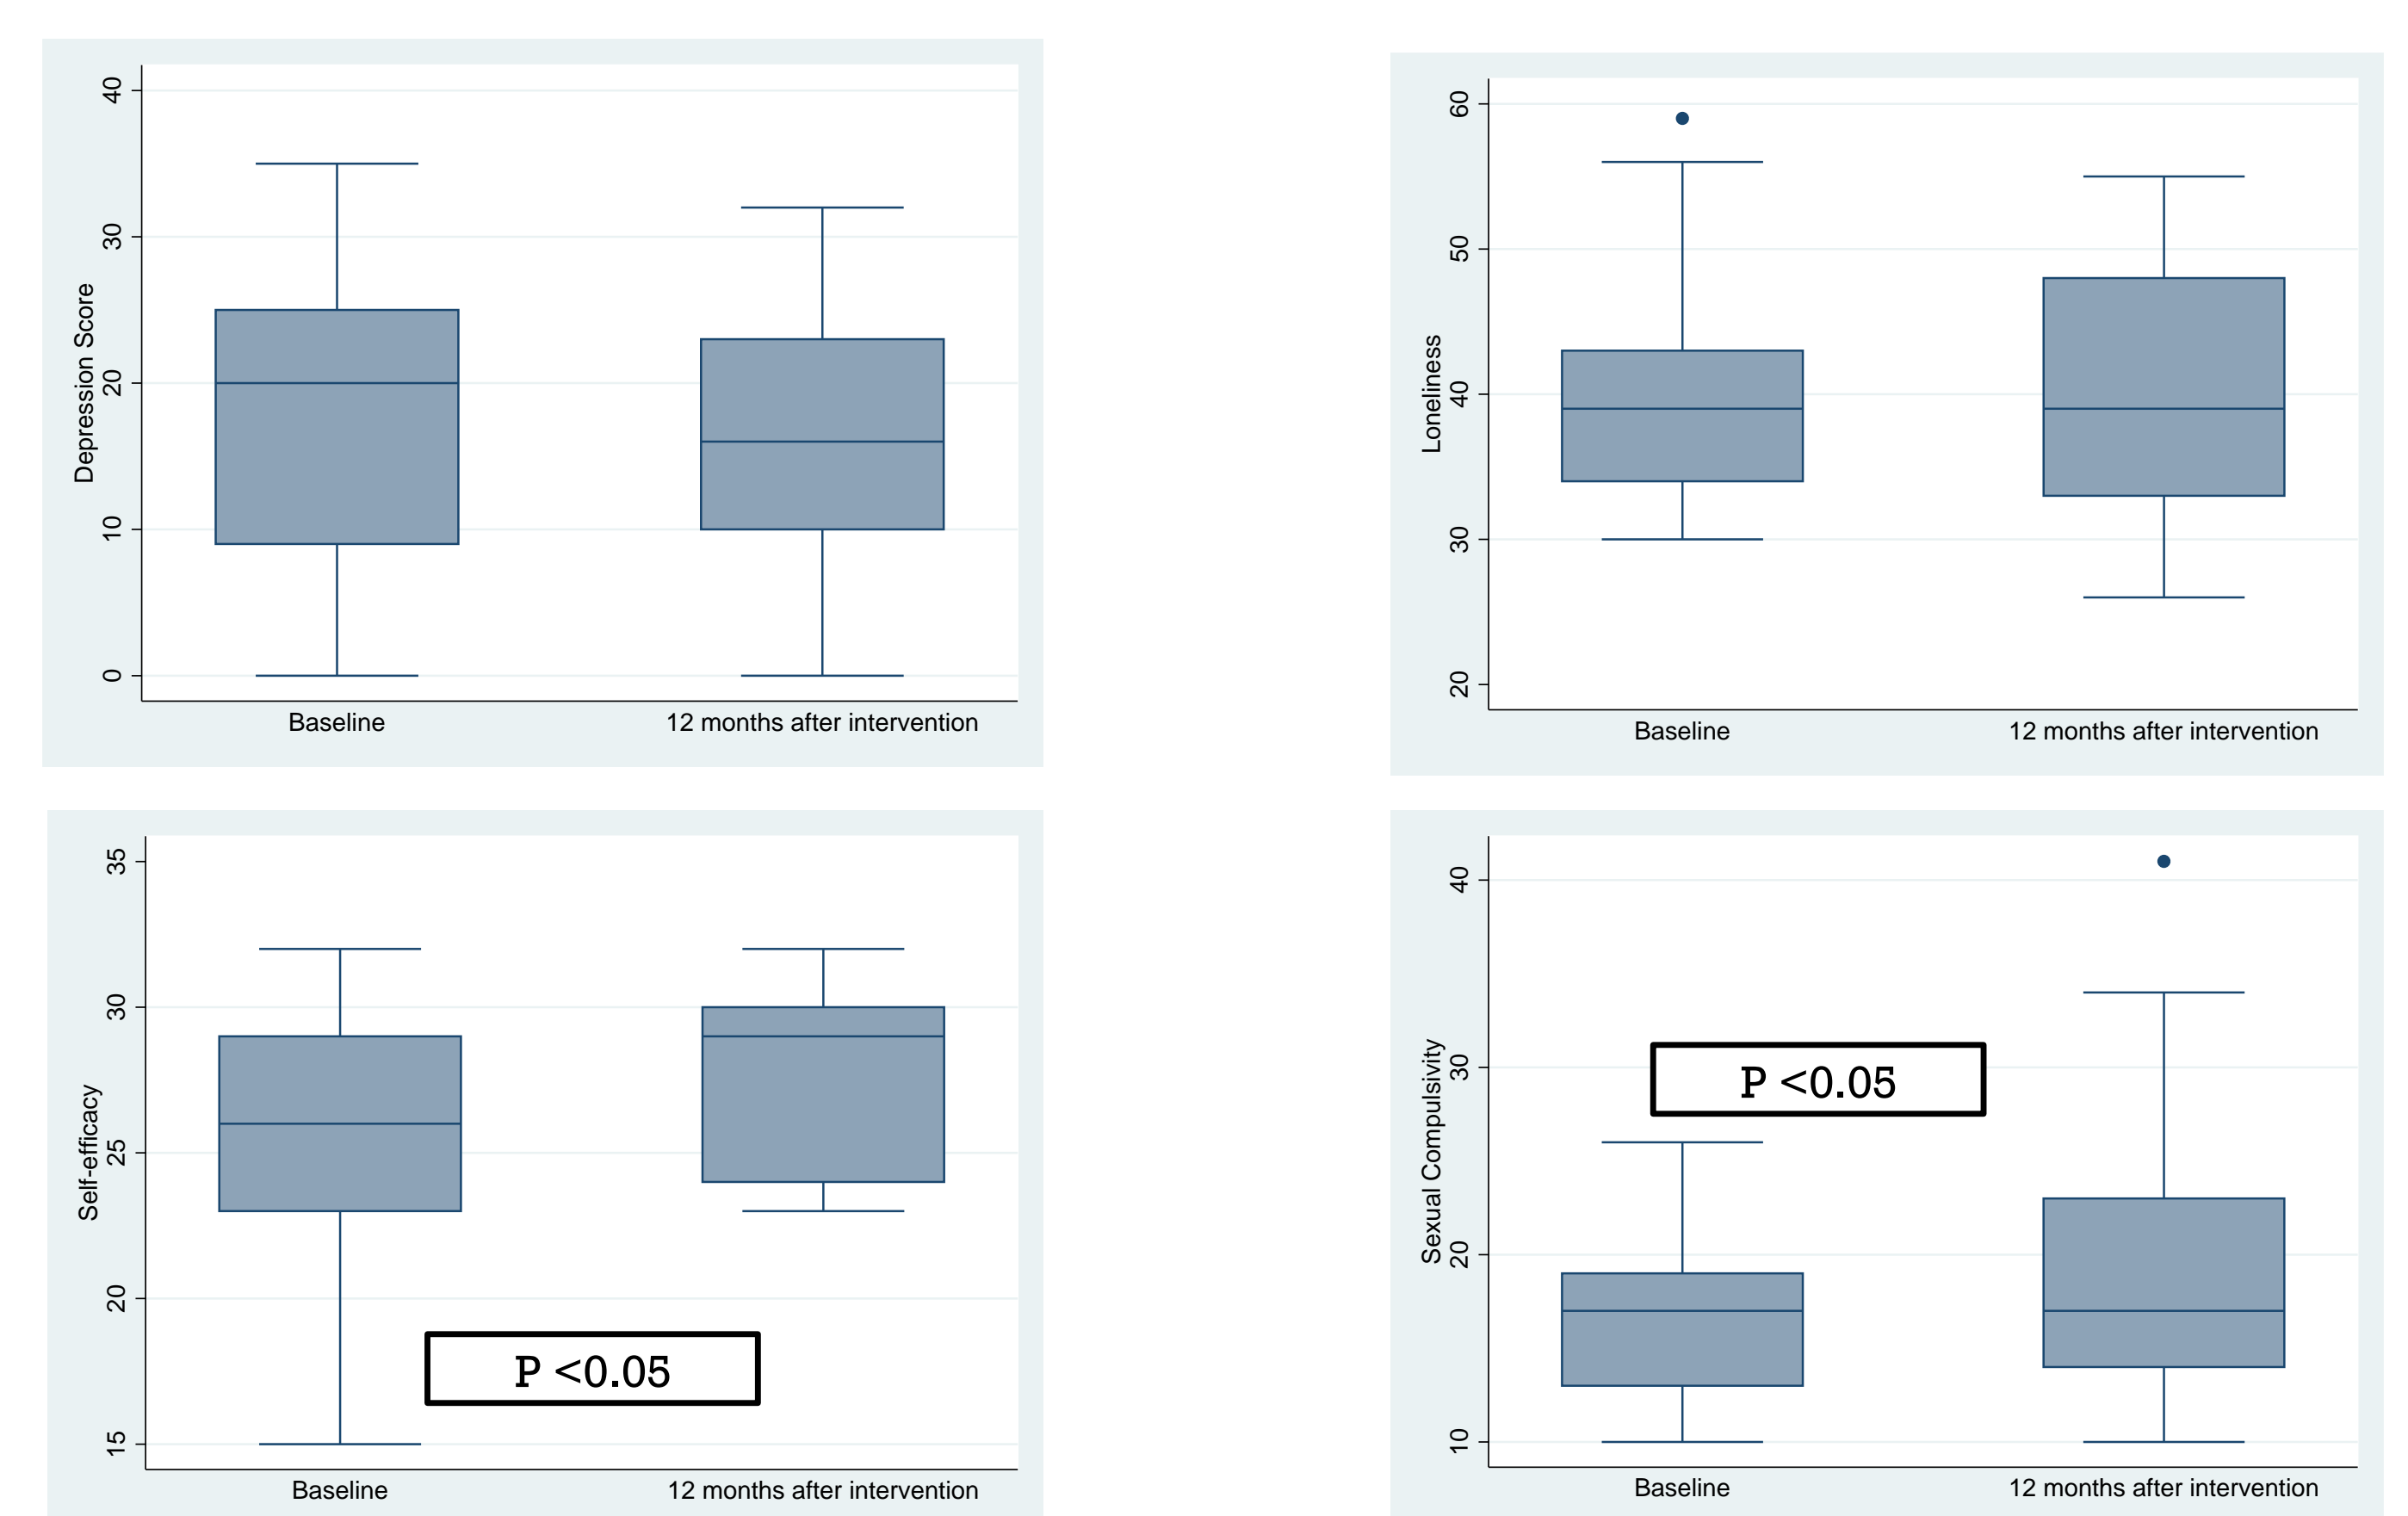 Depression Score
40
30
20
10
0
Baseline
12 months after intervention
Loneliness
60
50
40
30
20
Baseline
12 months after intervention
Self-efficacy
35
30
25
20
15
P <0.05
Baseline
12 months after intervention
Sexual Compulsivity
40
30
20
10
P <0.05
Baseline
12 months after intervention